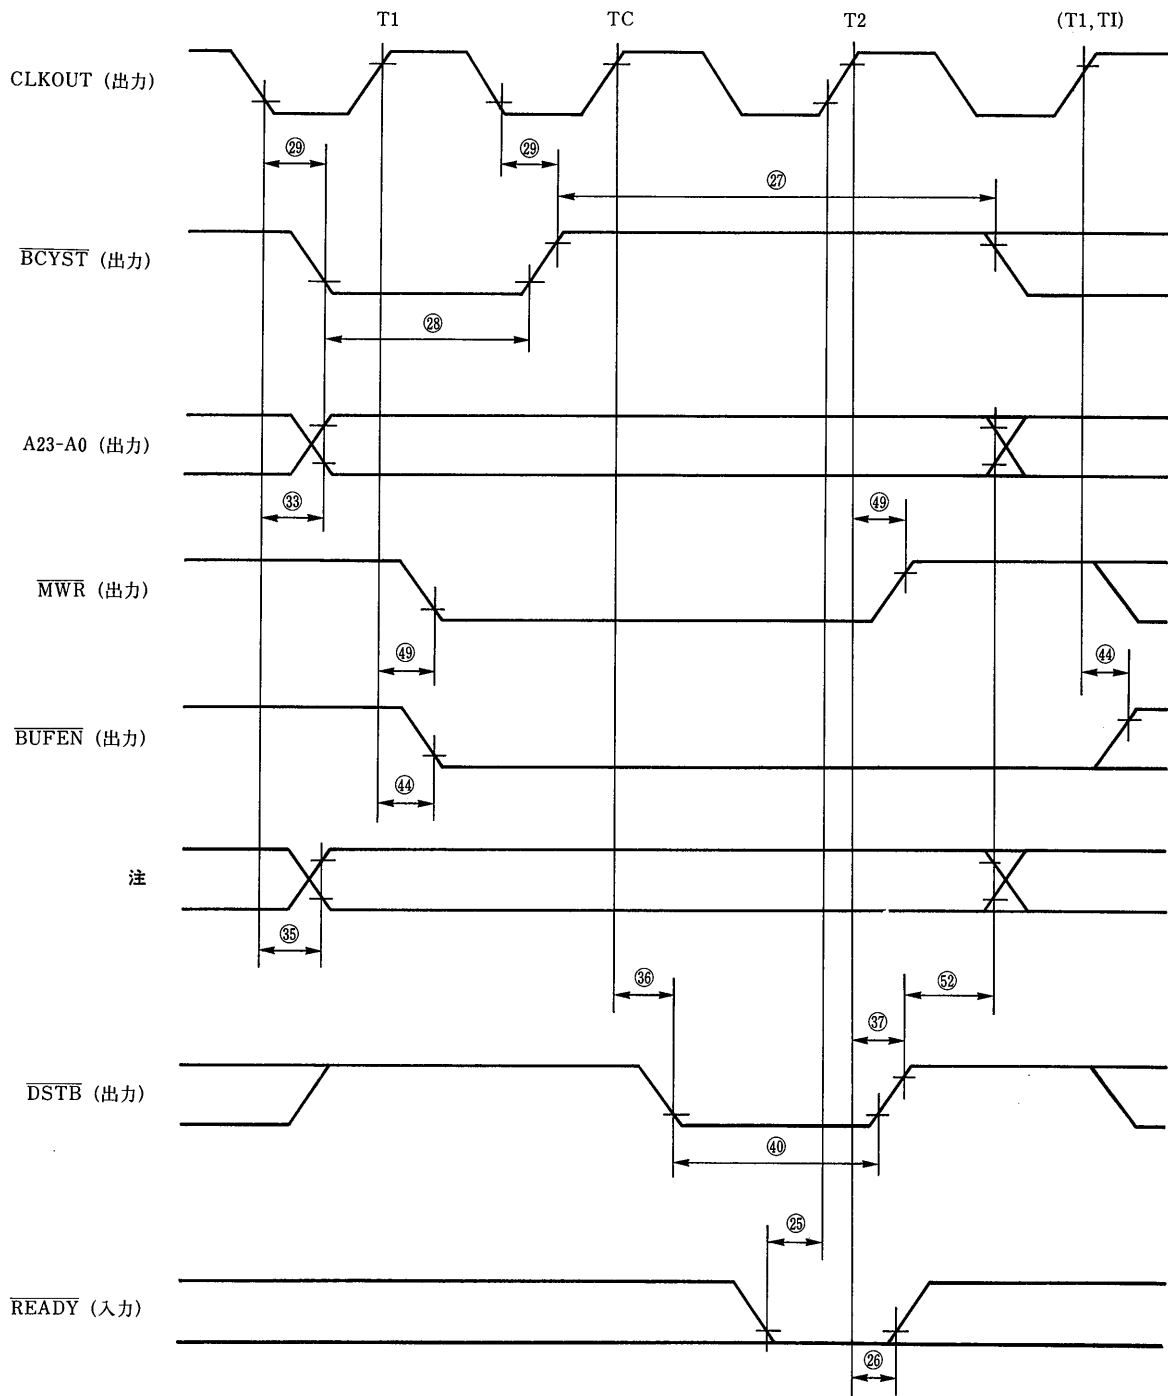 T1 TC T2 (T1, TI)
CLKOUT (出力)
㉙ ㉙
㉗
BCYST (出力)
㉘
A23-A0 (出力)
㉝ ㊾
MWR (出力)
㊾ ㊹
BUFEN (出力)
㊹
注
㉟
㊱ 52
㊲
DSTB (出力)
㊵
㉕
READY (入力)
㉖